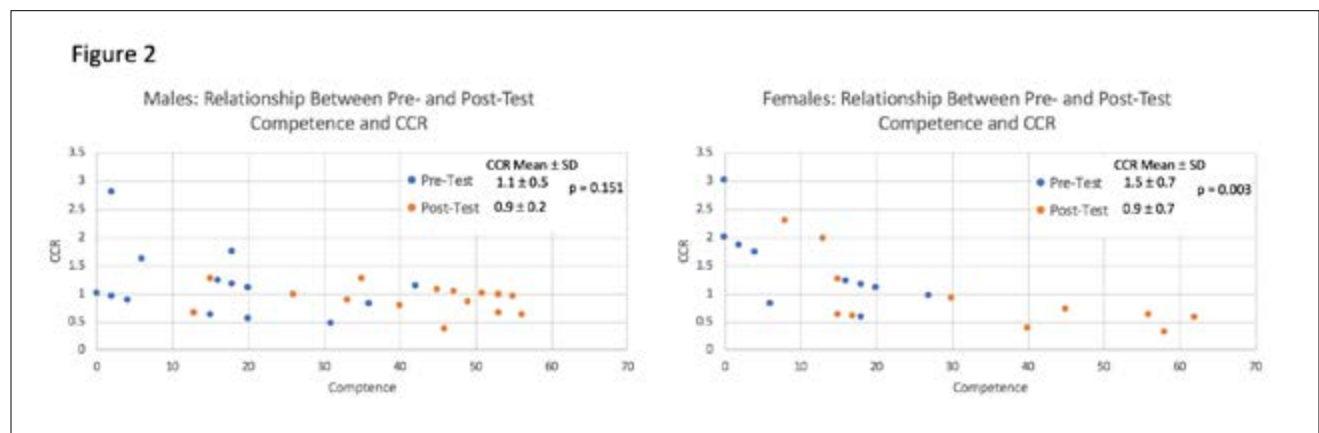 Figure 2
Males: Relationship Between Pre- and Post-Test
Competence and CCR
CCR Mean ± SD
Pre-Test 1.1 ± 0.5 p = 0.151
Post-Test 0.9 ± 0.2
3.5
3
2.5
2
1.5
1
0.5
0
CCR
0 10 20 30 40 50 60 70
Comptence
Females: Relationship Between Pre- and Post-Test
Competence and CCR
CCR Mean ± SD
Pre-Test 1.5 ± 0.7 p = 0.003
Post-Test 0.9 ± 0.7
3.5
3
2.5
2
1.5
1
0.5
0
CCR
0 10 20 30 40 50 60 70
Competence